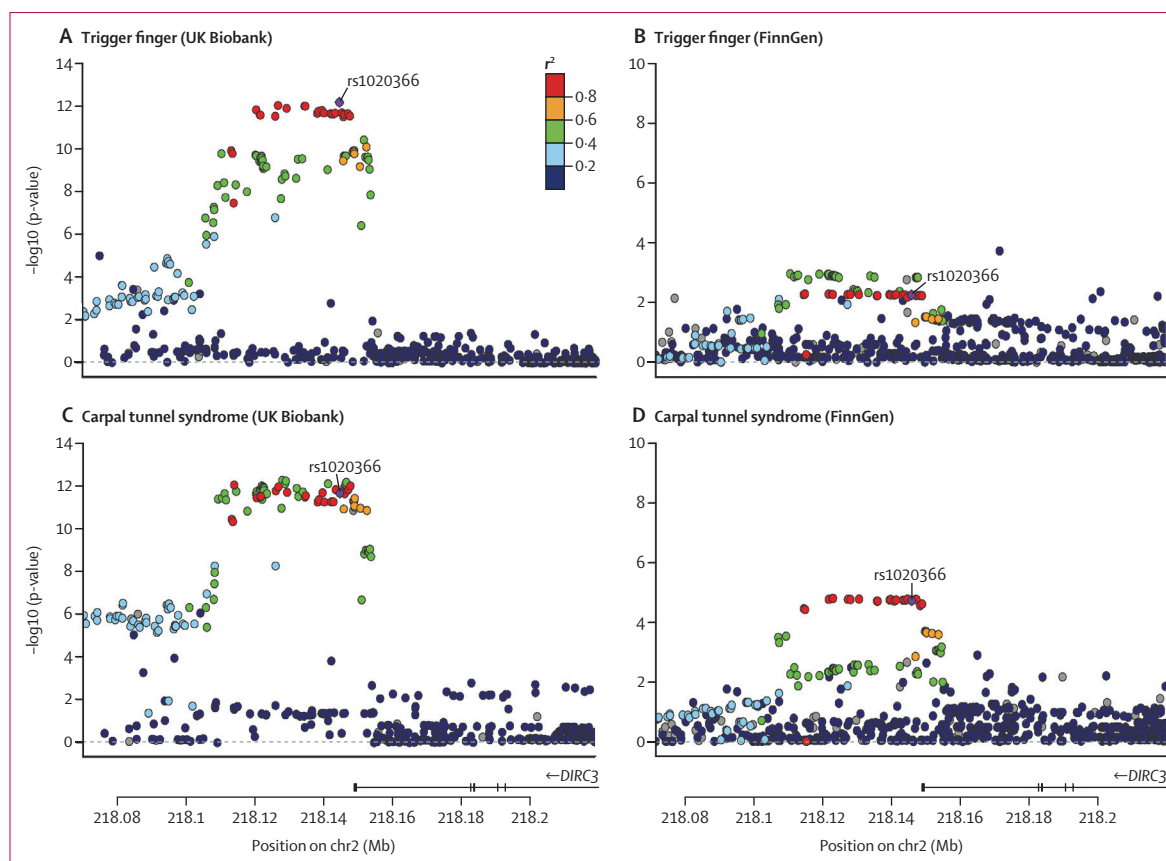 A Trigger finger (UK Biobank)
B Trigger finger (FinnGen)
14
12
10
8
6
4
2
0
−log10 (p-value)
rs1020366
r²
0·8
0·6
0·4
0·2
10
8
6
4
2
0
rs1020366
C Carpal tunnel syndrome (UK Biobank)
D Carpal tunnel syndrome (FinnGen)
14
12
10
8
6
4
2
0
−log10 (p-value)
rs1020366
10
8
6
4
2
0
rs1020366
←DIRC3
←DIRC3
218.08 218.1 218.12 218.14 218.16 218.18 218.2
Position on chr2 (Mb)
218.08 218.1 218.12 218.14 218.16 218.18 218.2
Position on chr2 (Mb)